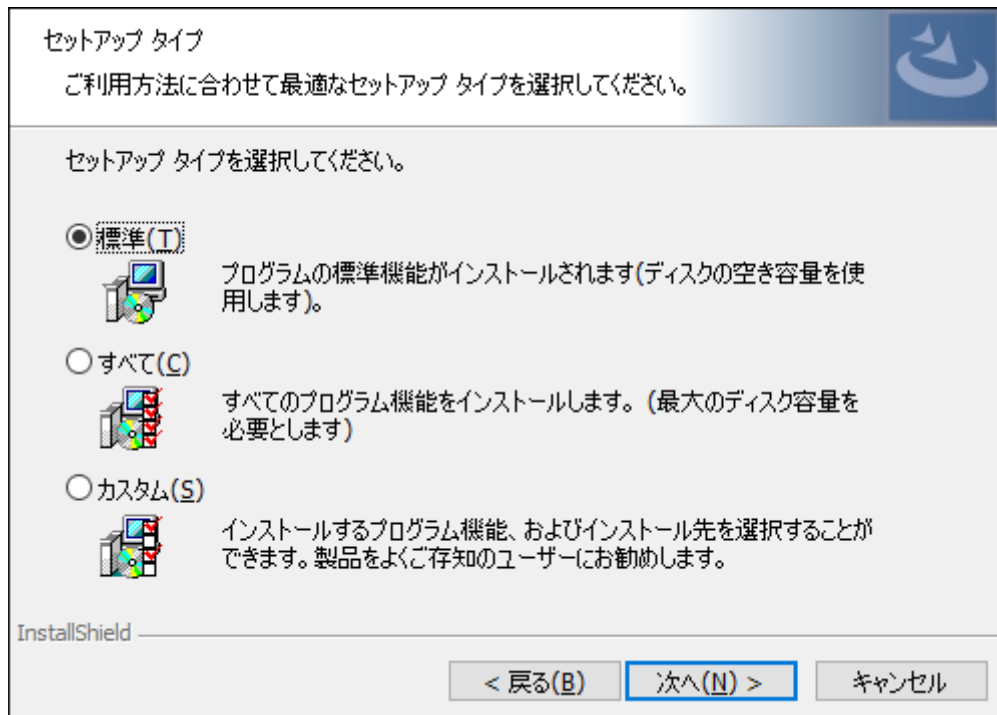 セットアップ タイプ
ご利用方法に合わせて最適なセットアップ タイプを選択してください。
セットアップ タイプを選択してください。
標準(T)
プログラムの標準機能がインストールされます(ディスクの空き容量を使
用します)。
すべて(C)
すべてのプログラム機能をインストールします。(最大のディスク容量を
必要とします)
カスタム(S)
インストールするプログラム機能、およびインストール先を選択することが
できます。製品をよくご存知のユーザーにお勧めします。
InstallShield
< 戻る(B)
次へ(N) >
キャンセル